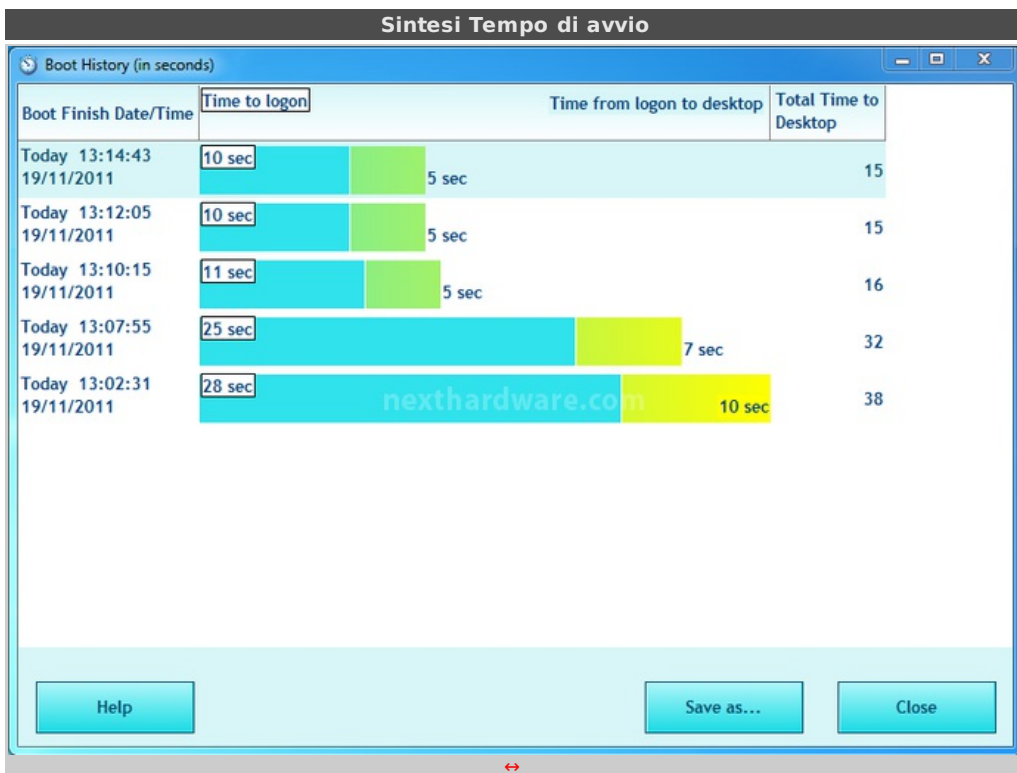 Sintesi Tempo di avvio
Boot History (in seconds)
Boot Finish Date/Time
Time to logon
Time from logon to desktop
Total Time to
Desktop
Today 13:14:43
19/11/2011
10 sec
5 sec
15
Today 13:12:05
19/11/2011
10 sec
5 sec
15
Today 13:10:15
19/11/2011
11 sec
5 sec
16
Today 13:07:55
19/11/2011
25 sec
7 sec
32
Today 13:02:31
19/11/2011
28 sec
nexthardware.com
10 sec
38
Help
Save as...
Close